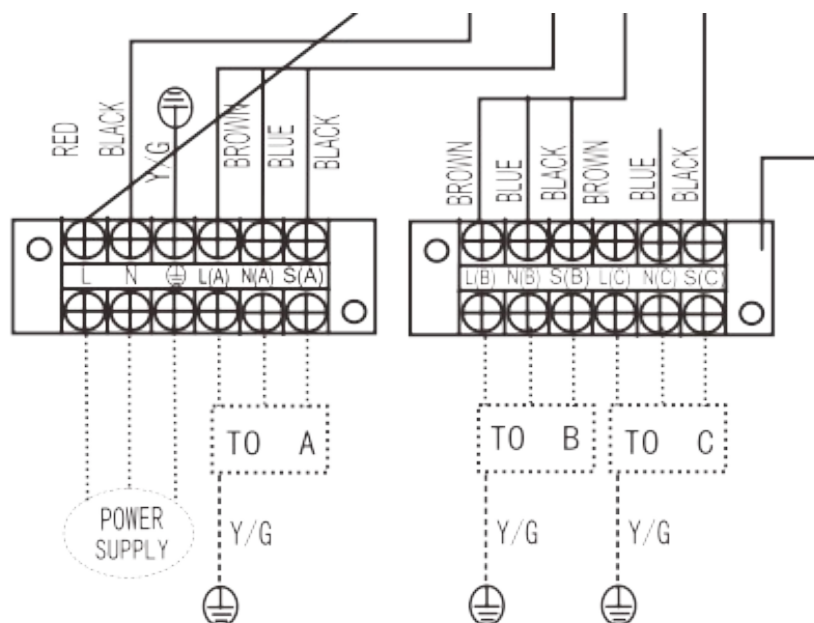 RED
BLACK
Y/G
BROWN
BLUE
BLACK
BROWN
BLUE
BLACK
BROWN
BLUE
BLACK
L N L(A) N(A) S(A)
L(B) N(B) S(B) L(C) N(C) S(C)
TO A
TO B
TO C
POWER
SUPPLY
Y/G
Y/G
Y/G